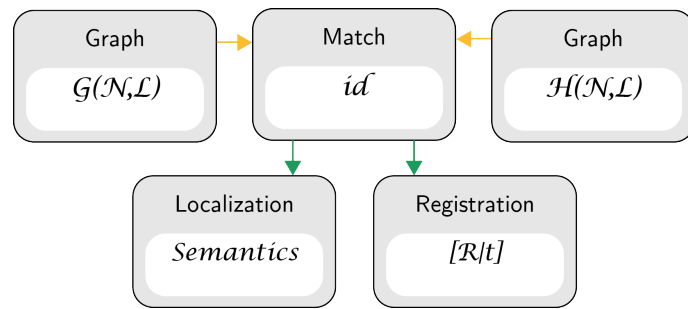 Graph
G(N,L)
Match
id
Graph
H(N,L)
Localization
Semantics
Registration
[R|t]